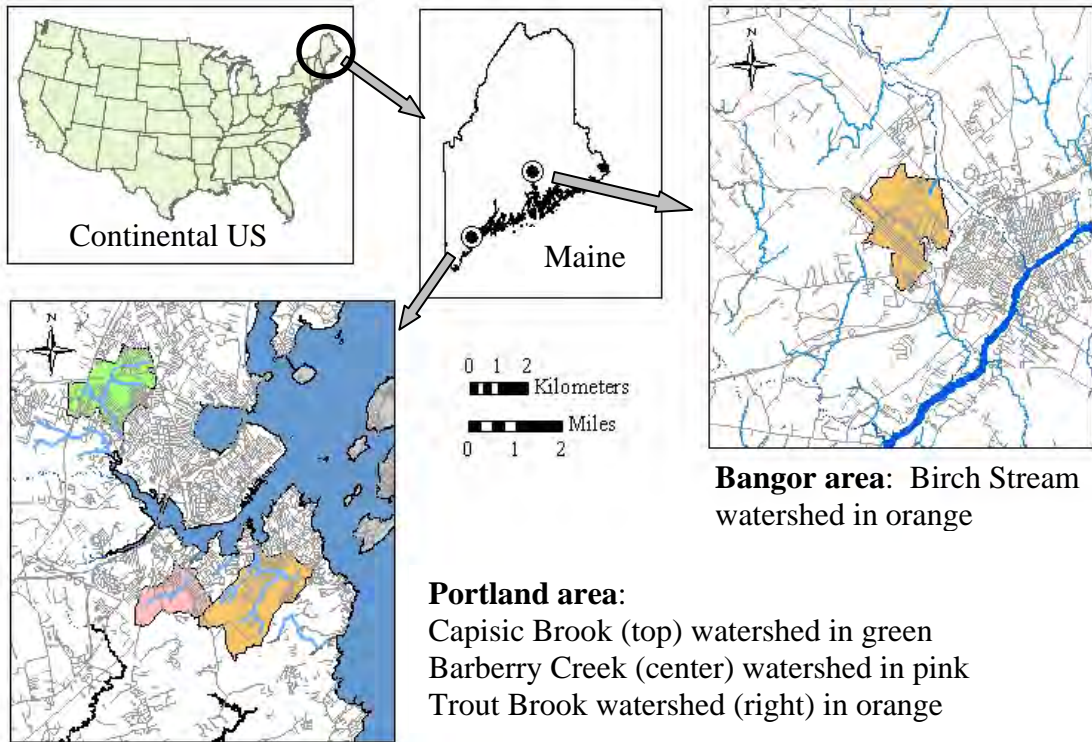 Continental US
Maine
N
N
0 1 2
Kilometers
Miles
0 1 2
Bangor area: Birch Stream
watershed in orange
Portland area:
Capisic Brook (top) watershed in green
Barberry Creek (center) watershed in pink
Trout Brook watershed (right) in orange